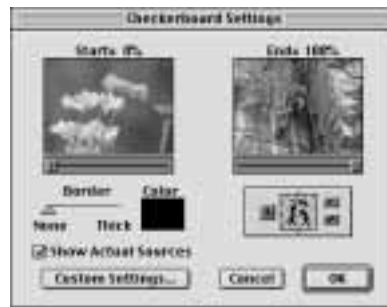 Checkerboard Settings
Start= 0% End= 100%
Border Color
None Thick
Show Actual Sources
Custom Settings... Cancel OK